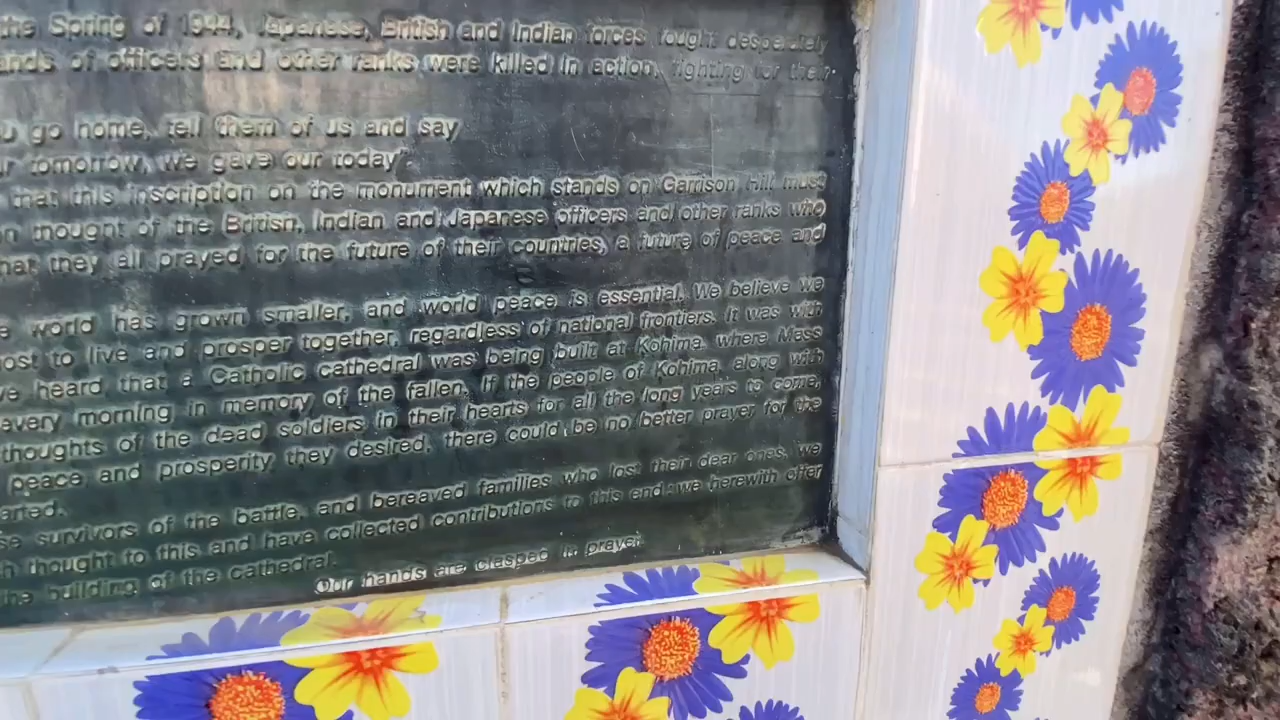 the Spring of 1944, Japanese, British and Indian forces fought desperately
ands of officers and other ranks were killed in action, fighting for their
u go home, tell them of us and say
ur tomorrow, we gave our today".
that this inscription on the monument which stands on Garrison Hill must
n thought of the British, Indian and Japanese officers and other ranks who
hat they all prayed for the future of their countries, a future of peace and
e world has grown smaller, and world peace is essential. We believe we
most to live and prosper together, regardless of national frontiers. It was with
ve heard that a Catholic cathedral was being built at Kohima, where Mass
every morning in memory of the fallen. If the people of Kohima, along with
thoughts of the dead soldiers in their hearts for all the long years to come,
peace and prosperity they desired, there could be no better prayer for the
arted.
se survivors of the battle, and bereaved families who lost their dear ones, we
h thought to this and have collected contributions to this end: we herewith offer
the building of the cathedral.
Our hands are clasped in prayer.